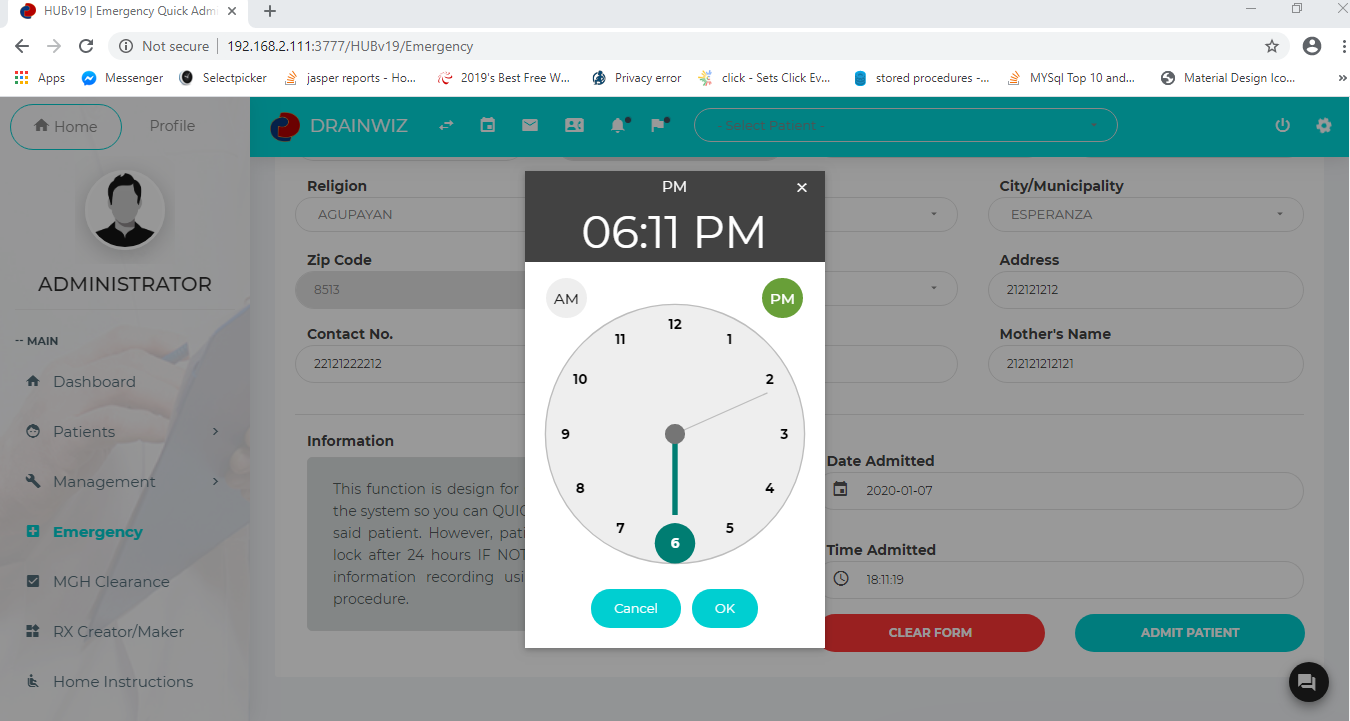 HUBv19 | Emergency Quick Admi
Not secure
192.168.2.111:3777/HUBv19/Emergency
Apps
Messenger
Selectpicker
jasper reports - Ho...
2019's Best Free W...
Privacy error
click - Sets Click Ev...
stored procedures -...
MYSql Top 10 and...
Material Design Ico...
»
Home
Profile
DRAINWIZ
- Select Patient -
ADMINISTRATOR
-- MAIN
Dashboard
Patients
Management
Emergency
MGH Clearance
RX Creator/Maker
Home Instructions
Religion
AGUPAYAN
City/Municipality
ESPERANZA
Zip Code
8513
Address
212121212
Contact No.
22121222212
Mother's Name
212121212121
Information
This function is design for
the system so you can QUIC
said patient. However, pati
lock after 24 hours IF NOT
information recording usi
procedure.
Date Admitted
2020-01-07
Time Admitted
18:11:19
CLEAR FORM
ADMIT PATIENT
PM
×
06:11 PM
AM
PM
12
1
2
3
4
5
6
7
8
9
10
11
Cancel
OK